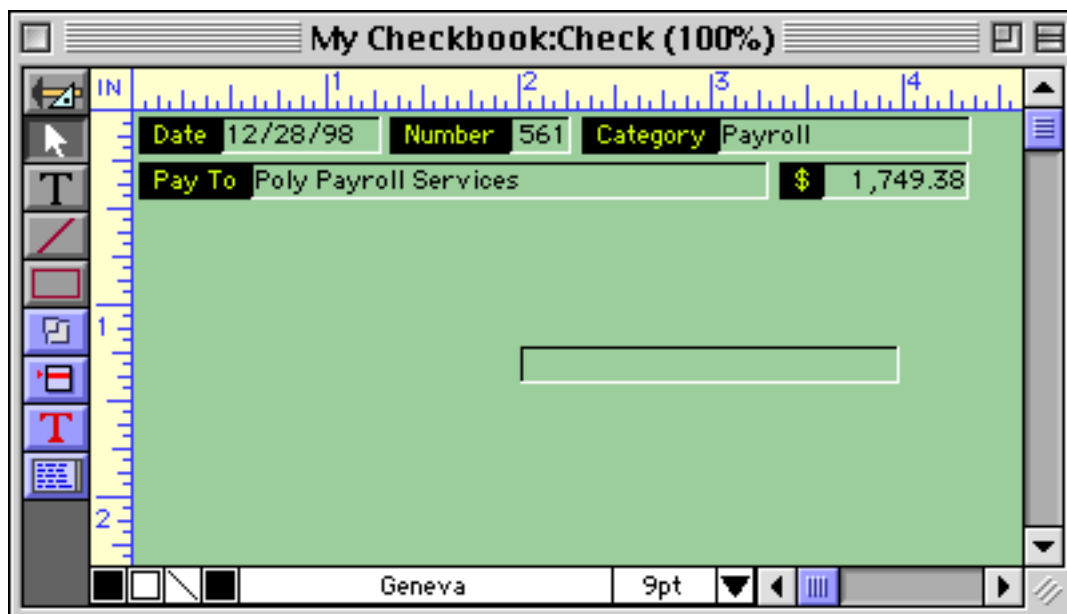 My Checkbook:Check (100%)
IN 1 2 3 4
T
Date 12/28/98 Number 561 Category Payroll
Pay To Poly Payroll Services $ 1,749.38
1
T
2
Geneva 9pt